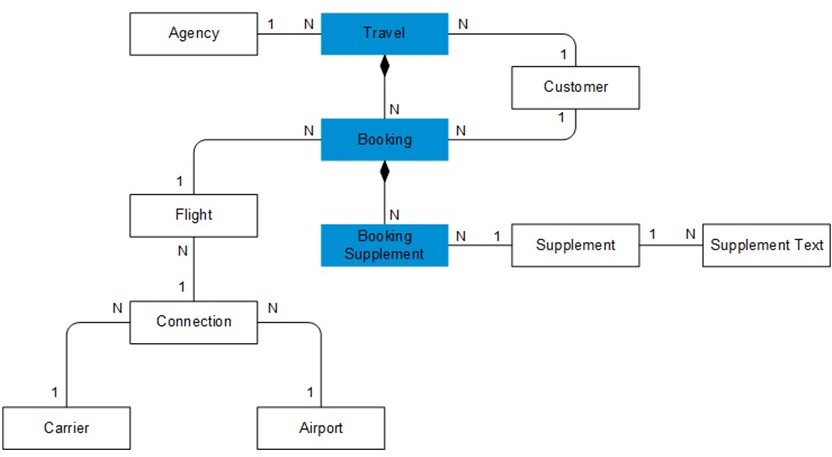 Agency
1
N
Travel
N
1
Customer
1
N
Booking
N
N
1
Flight
N
Booking
Supplement
N
1
Supplement
1
N
Supplement Text
N
1
N
Connection
N
1
1
Carrier
Airport